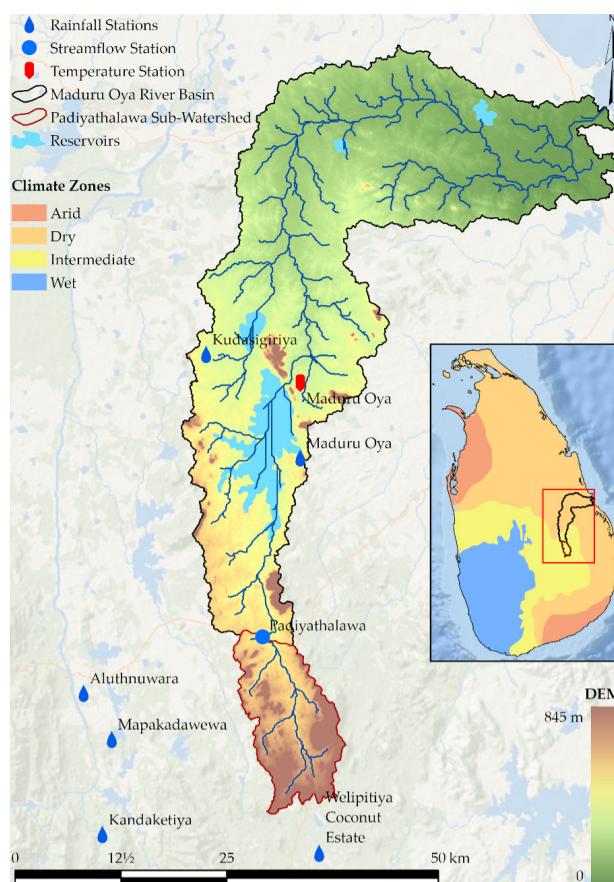 N
Rainfall Stations
Streamflow Station
Temperature Station
Maduru Oya River Basin
Padiyathalawa Sub-Watershed
Reservoirs
Climate Zones
Arid
Dry
Intermediate
Wet
Kudasigiriya
Maduru Oya
Maduru Oya
Padiyathalawa
Aluthnuwara
Mapakadawewa
Kandaketiya
Welipitiya
Coconut
Estate
DEM
845 m
0
0
12½
25
50 km